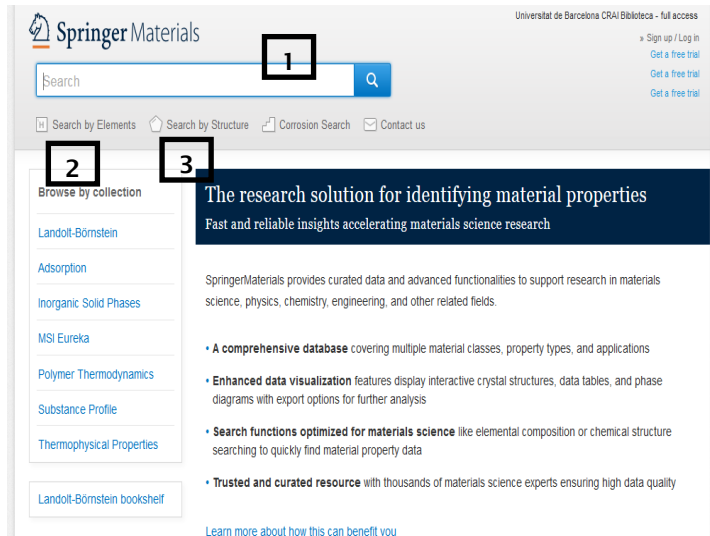 Universitat de Barcelona CRAI Biblioteca - full access
Springer Materials
» Sign up / Log in
Get a free trial
1
Search
Get a free trial
Get a free trial
H Search by Elements Search by Structure Corrosion Search Contact us
2
3
Browse by collection
Landolt-Börnstein
Adsorption
Inorganic Solid Phases
MSI Eureka
Polymer Thermodynamics
Substance Profile
Thermophysical Properties
Landolt-Börnstein bookshelf
The research solution for identifying material properties
Fast and reliable insights accelerating materials science research
SpringerMaterials provides curated data and advanced functionalities to support research in materials
science, physics, chemistry, engineering, and other related fields.
• A comprehensive database covering multiple material classes, property types, and applications
• Enhanced data visualization features display interactive crystal structures, data tables, and phase
diagrams with export options for further analysis
• Search functions optimized for materials science like elemental composition or chemical structure
searching to quickly find material property data
• Trusted and curated resource with thousands of materials science experts ensuring high data quality
Learn more about how this can benefit you